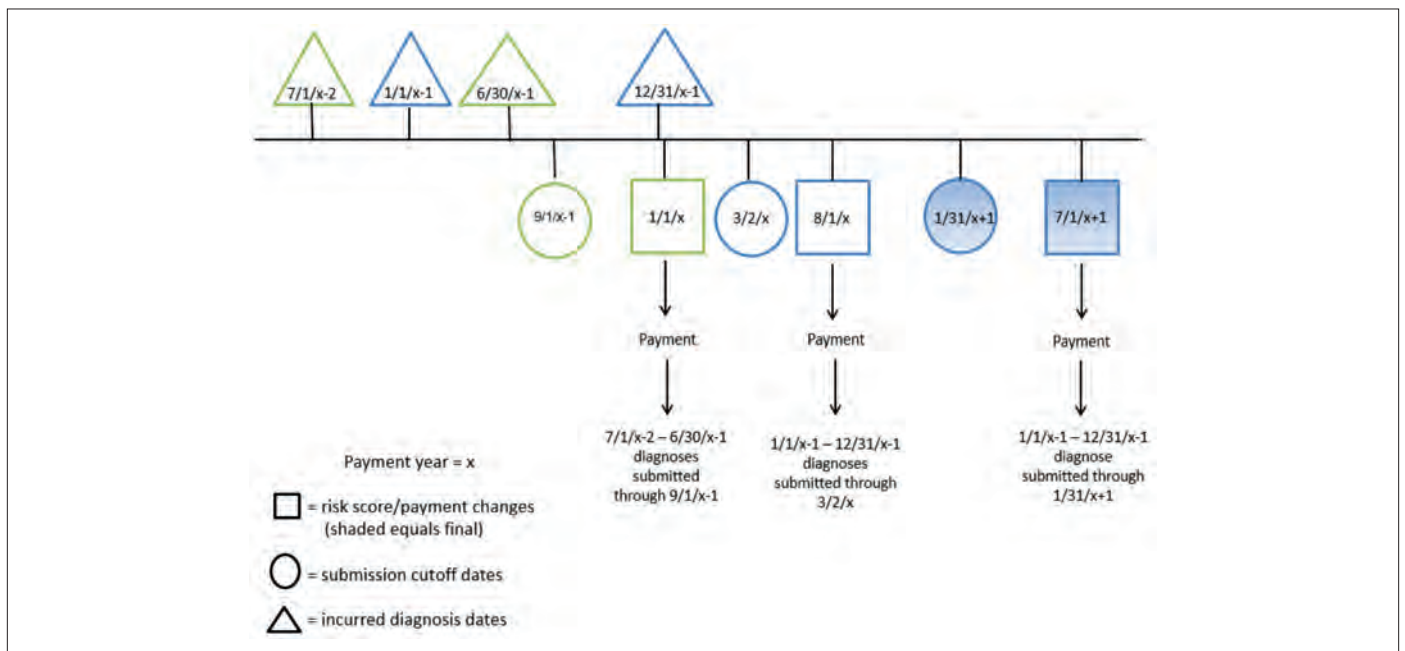 7/1/x-2
1/1/x-1
6/30/x-1
12/31/x-1
9/1/x-1
1/1/x
3/2/x
8/1/x
1/31/x+1
7/1/x+1
Payment
Payment
Payment
7/1/x-2 – 6/30/x-1
diagnoses
submitted
through 9/1/x-1
1/1/x-1 – 12/31/x-1
diagnoses
submitted through
3/2/x
1/1/x-1 – 12/31/x-1
diagnose
submitted through
1/31/x+1
Payment year = x
= risk score/payment changes
(shaded equals final)
= submission cutoff dates
= incurred diagnosis dates